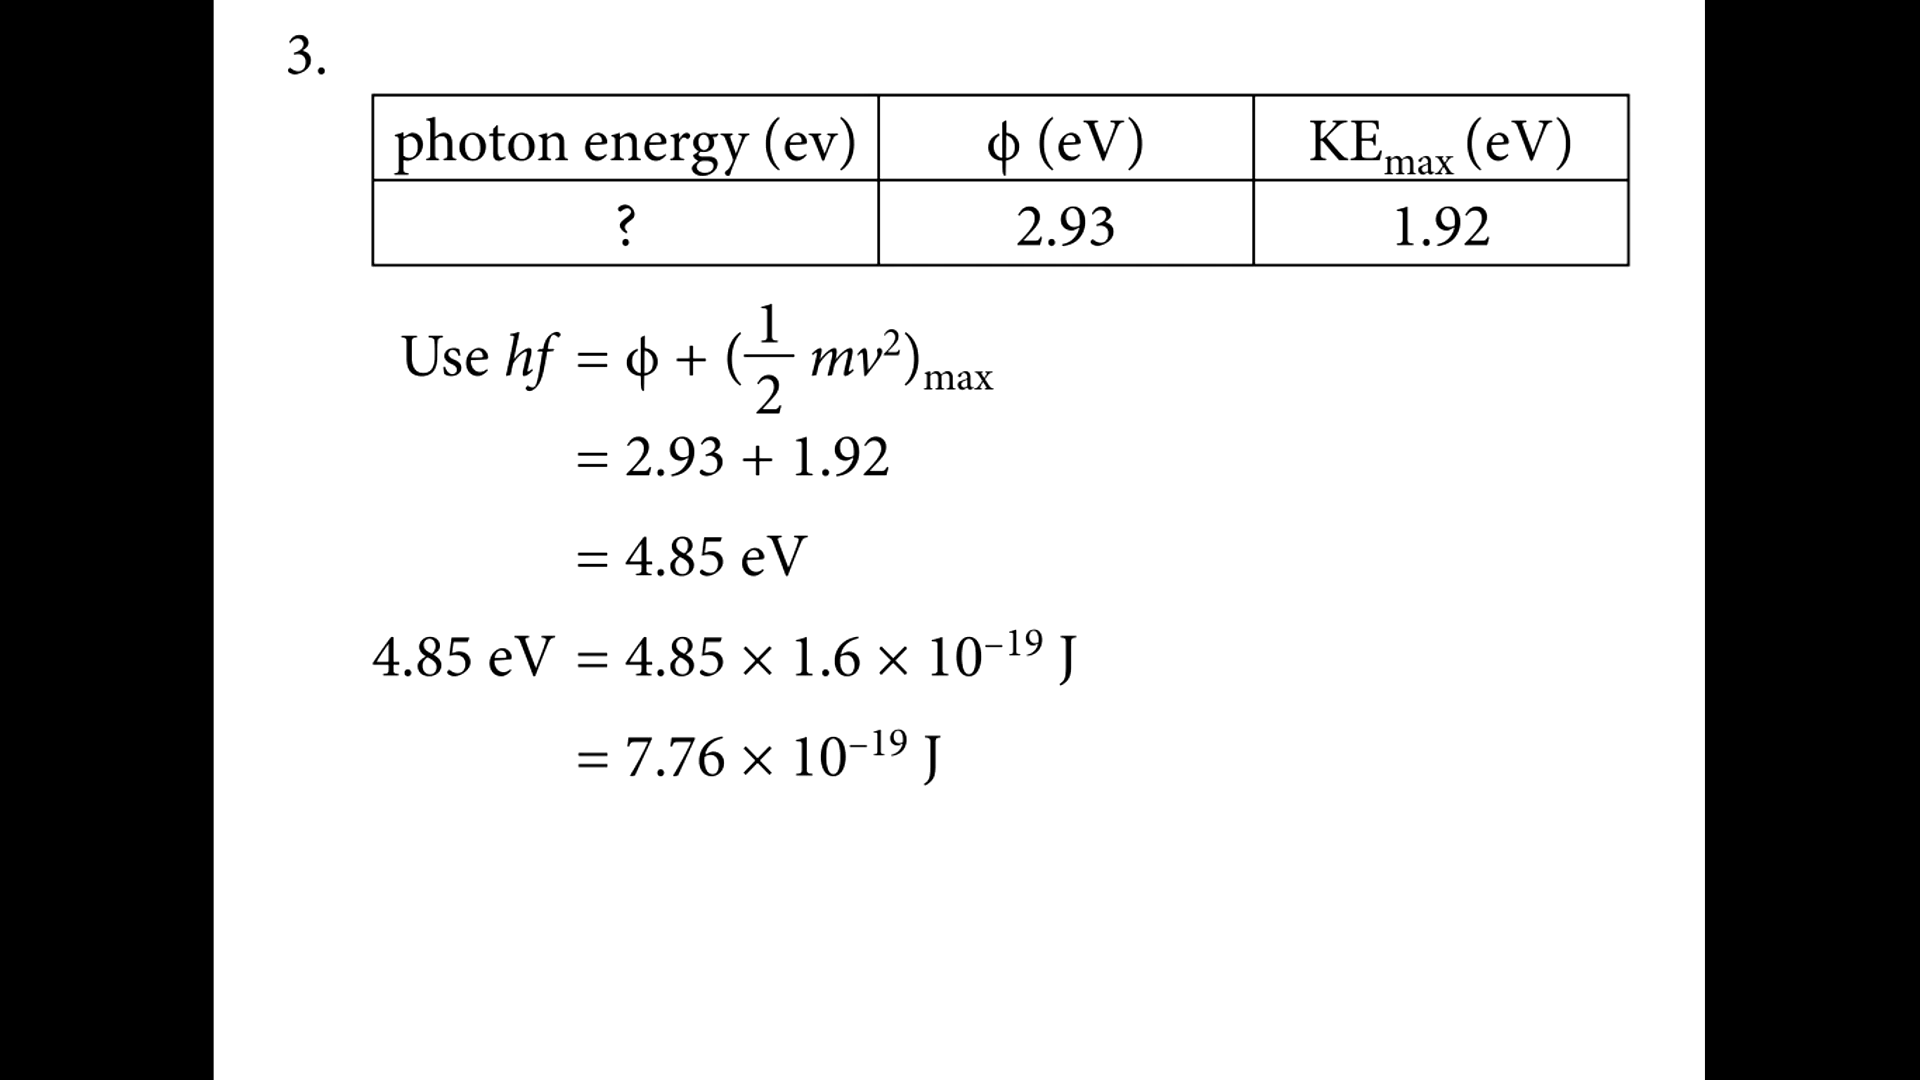 3.
photon energy (ev) ϕ (eV) KEmax (eV)
? 2.93 1.92
Use hf = ϕ + (1/2 mv²)max
= 2.93 + 1.92
= 4.85 eV
4.85 eV = 4.85 × 1.6 × 10⁻¹⁹ J
= 7.76 × 10⁻¹⁹ J